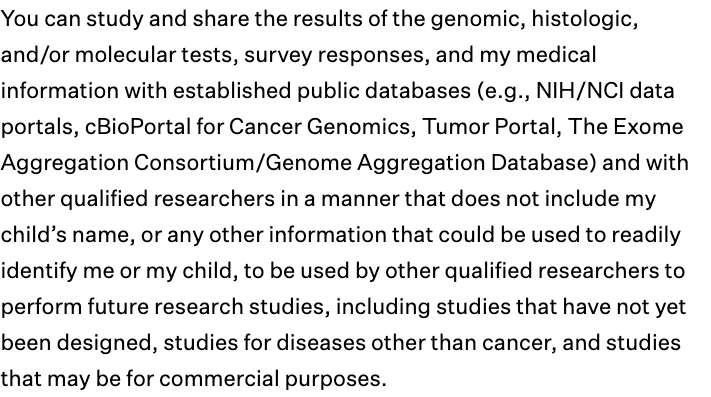 You can study and share the results of the genomic, histologic,
and/or molecular tests, survey responses, and my medical
information with established public databases (e.g., NIH/NCI data
portals, cBioPortal for Cancer Genomics, Tumor Portal, The Exome
Aggregation Consortium/Genome Aggregation Database) and with
other qualified researchers in a manner that does not include my
child’s name, or any other information that could be used to readily
identify me or my child, to be used by other qualified researchers to
perform future research studies, including studies that have not yet
been designed, studies for diseases other than cancer, and studies
that may be for commercial purposes.